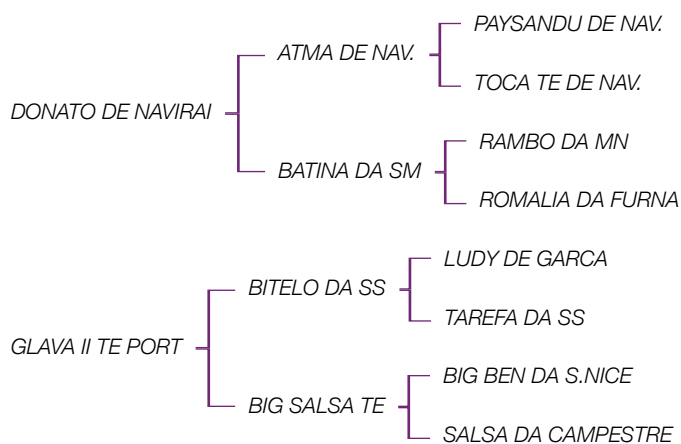 PAYSANDU DE NAV.
ATMA DE NAV.
TOCA TE DE NAV.
DONATO DE NAVIRAI
RAMBO DA MN
BATINA DA SM
ROMALIA DA FURNA
LUDY DE GARCA
BITELO DA SS
TAREFA DA SS
GLAVA II TE PORT
BIG BEN DA S.NICE
BIG SALSA TE
SALSA DA CAMPESTRE